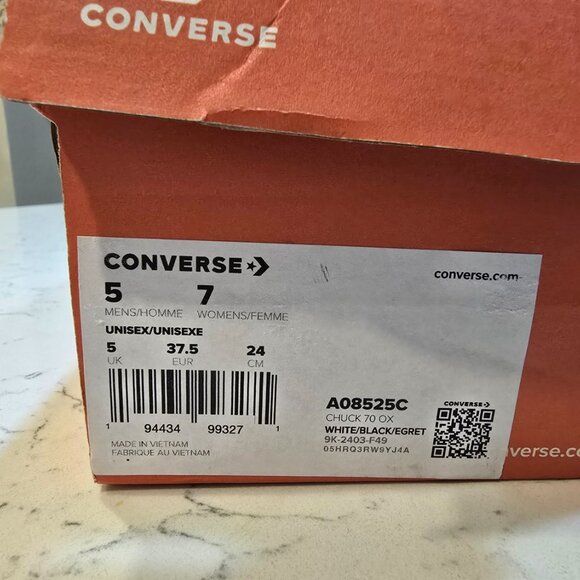 CONVERSE
CONVERSE
converse.com
5 7
MENS/HOMME WOMENS/FEMME
UNISEX/UNISEXE
5 37.5 24
UK EUR CM
1 94434 99327 1
MADE IN VIETNAM
FABRIQUE AU VIETNAM
A08525C
CHUCK 70 OX
WHITE/BLACK/EGRET
9K-2403-F49
05HRQ3RW9YJ4A
CONVERSE
nverse.com